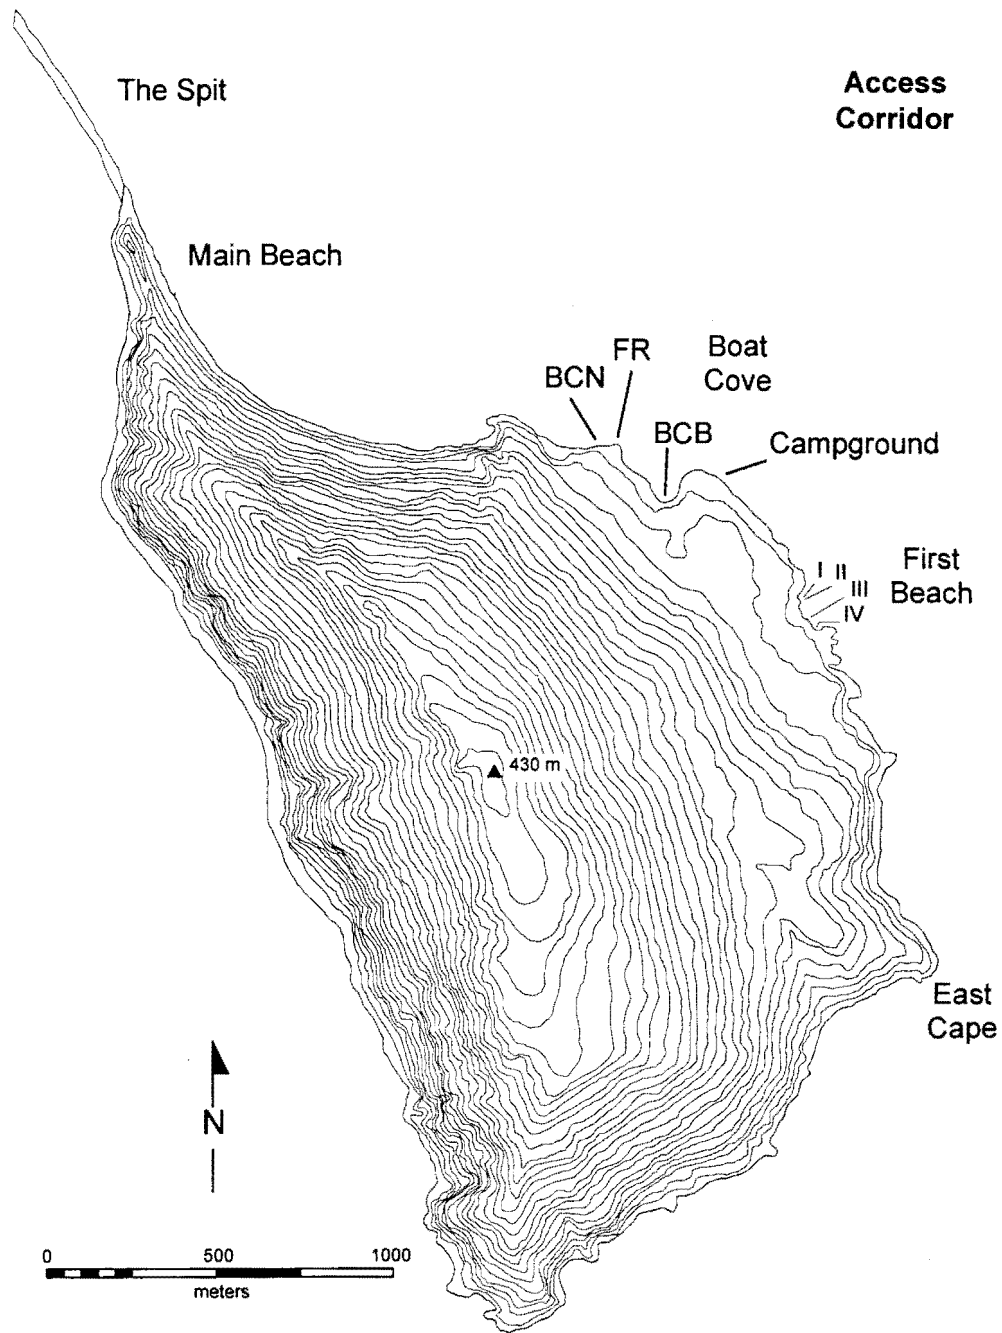 The Spit
Access
Corridor
Main Beach
FR
Boat
Cove
BCN
BCB
Campground
First
Beach
I II
III
IV
430 m
East
Cape
N
0 500 1000
meters